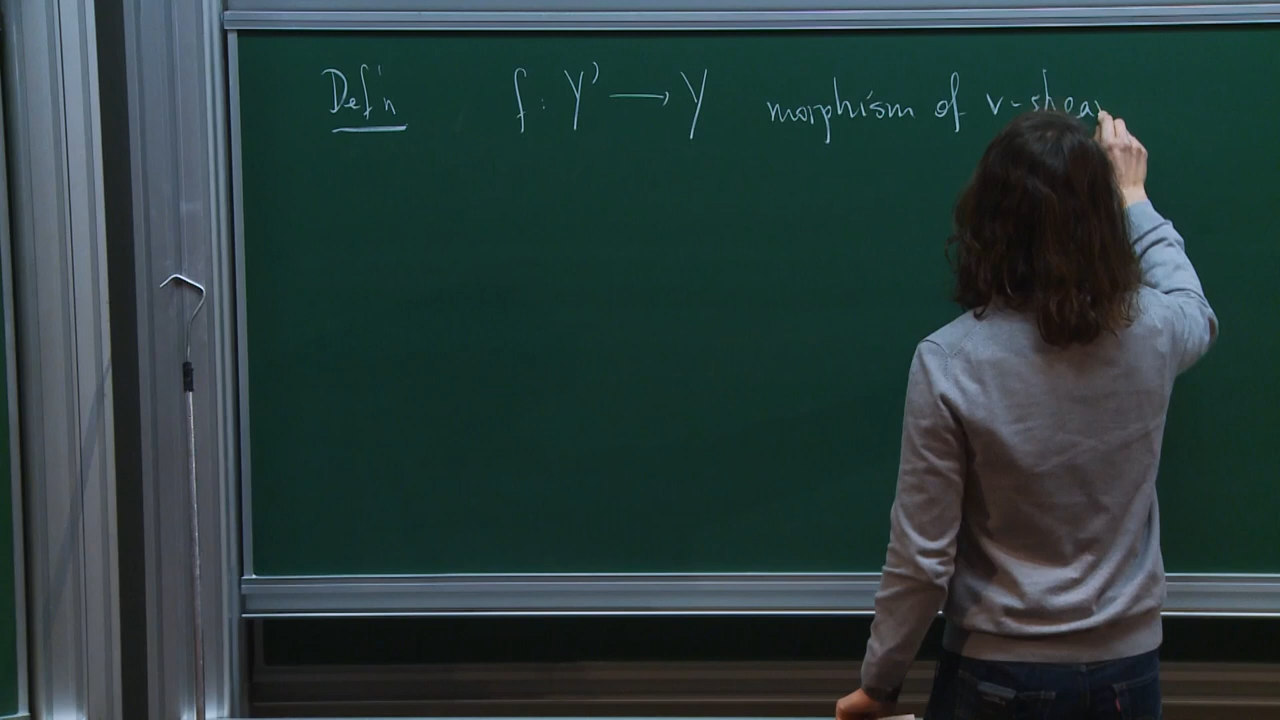 Def'n f: Y' → Y morphism of v-shea